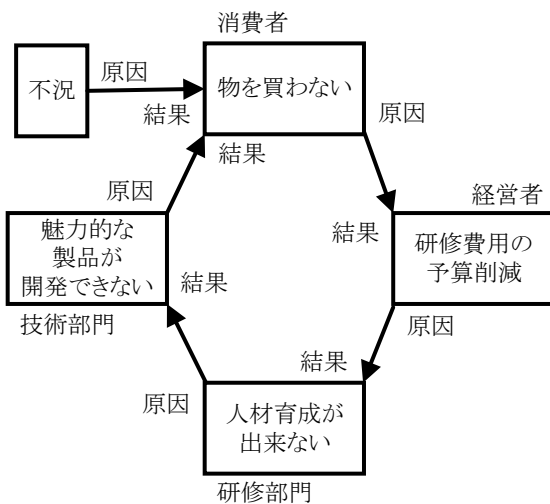 消費者
不況
原因
結果
物を買わない
原因
結果
原因
経営者
魅力的な
製品が
開発できない
結果
結果
研修費用の
予算削減
技術部門
原因
結果
原因
人材育成が
出来ない
研修部門